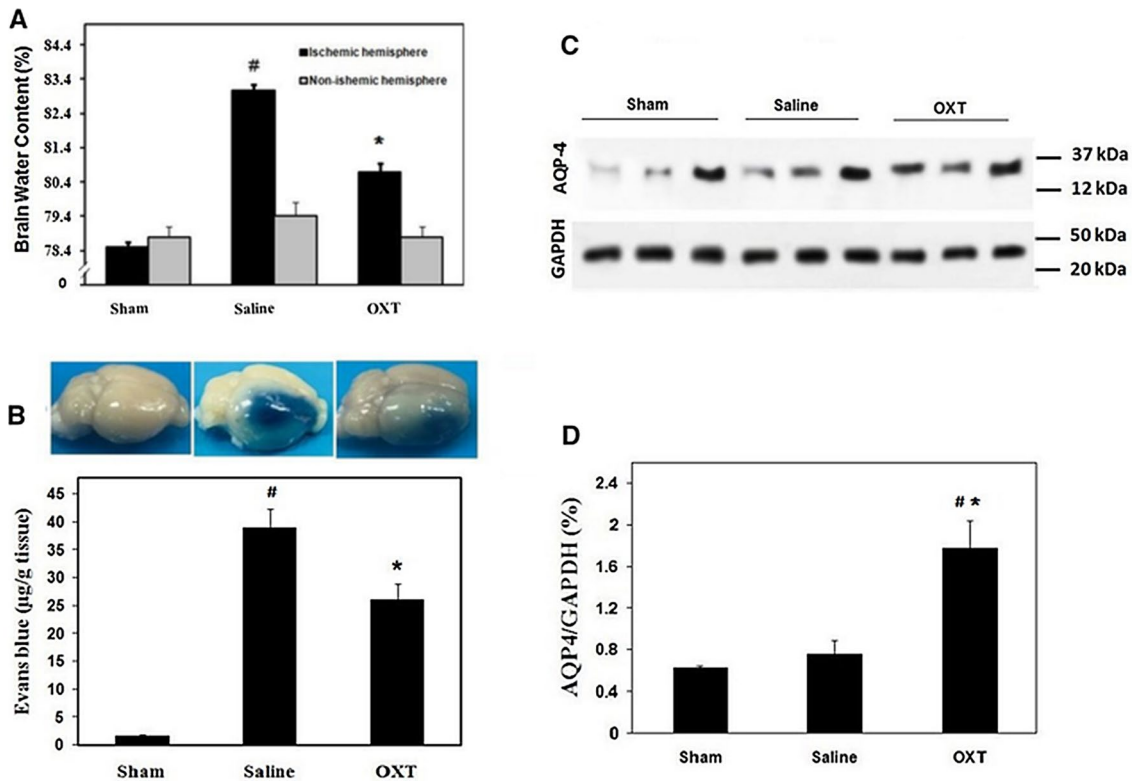 A
Brain Water Content (%)
84.4
83.4
82.4
81.4
80.4
79.4
78.4
0
Ischemic hemisphere
Non-ishemic hemisphere
#
*
Sham Saline OXT
B
Evans blue (µg/g tissue)
45
40
35
30
25
20
15
10
5
0
#
*
Sham Saline OXT
C
Sham Saline OXT
AQP-4
37 kDa
12 kDa
GAPDH
50 kDa
20 kDa
D
AQP4/GAPDH (%)
2.4
2
1.6
1.2
0.8
0.4
0
# *
Sham Saline OXT